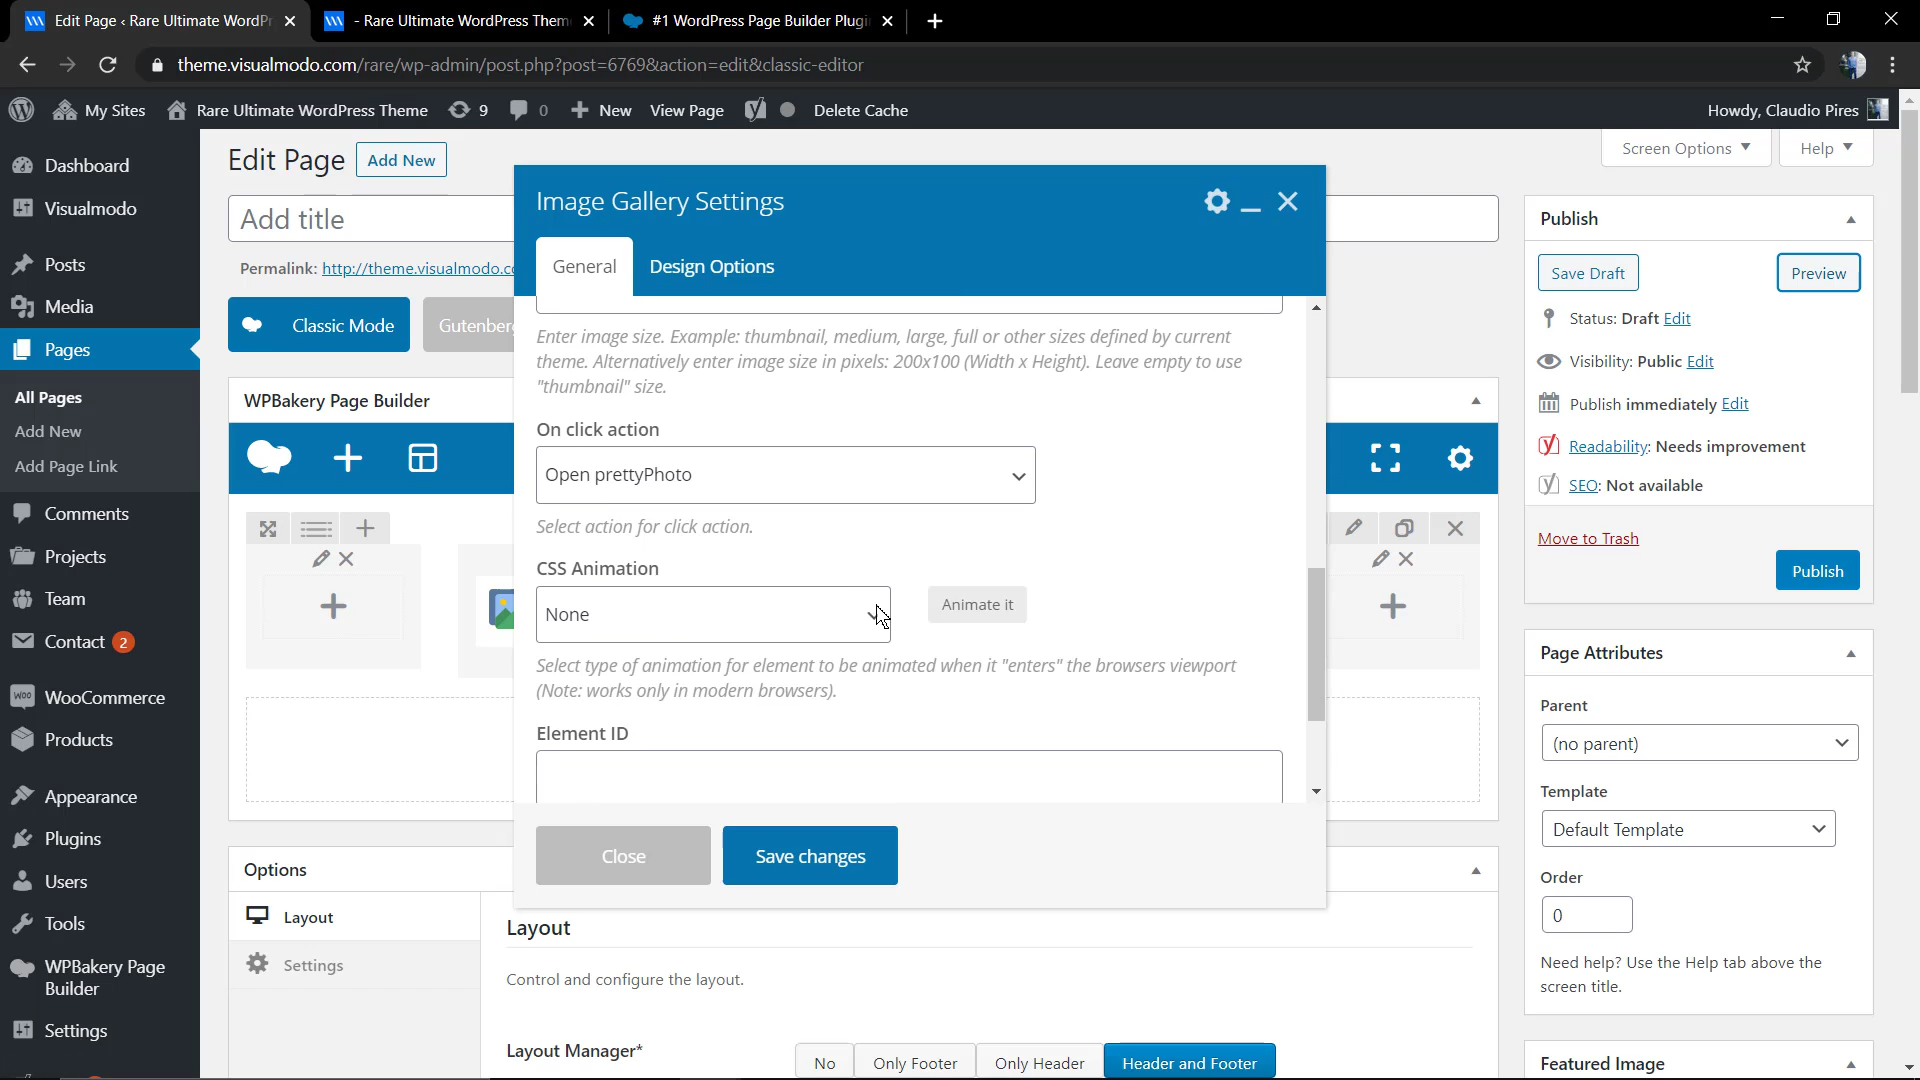 Edit Page ‹ Rare Ultimate WordPr
- Rare Ultimate WordPress Them
#1 WordPress Page Builder Plugi
theme.visualmodo.com/rare/wp-admin/post.php?post=6769&action=edit&classic-editor
My Sites
Rare Ultimate WordPress Theme
9
0
New
View Page
Delete Cache
Howdy, Claudio Pires
Dashboard
Visualmodo
Posts
Media
Pages
All Pages
Add New
Add Page Link
Comments
Projects
Team
Contact 2
WooCommerce
Products
Appearance
Plugins
Users
Tools
WPBakery Page
Builder
Settings
Edit Page
Add New
Screen Options
Help
Add title
Permalink: http://theme.visualmodo.co
Classic Mode
Gutenber
WPBakery Page Builder
Image Gallery Settings
General
Design Options
Enter image size. Example: thumbnail, medium, large, full or other sizes defined by current
theme. Alternatively enter image size in pixels: 200x100 (Width x Height). Leave empty to use
"thumbnail" size.
On click action
Open prettyPhoto
Select action for click action.
CSS Animation
None
Animate it
Select type of animation for element to be animated when it "enters" the browsers viewport
(Note: works only in modern browsers).
Element ID
Close
Save changes
Options
Layout
Settings
Layout
Control and configure the layout.
Layout Manager*
No
Only Footer
Only Header
Header and Footer
Publish
Save Draft
Preview
Status: Draft Edit
Visibility: Public Edit
Publish immediately Edit
Readability: Needs improvement
SEO: Not available
Move to Trash
Publish
Page Attributes
Parent
(no parent)
Template
Default Template
Order
0
Need help? Use the Help tab above the
screen title.
Featured Image